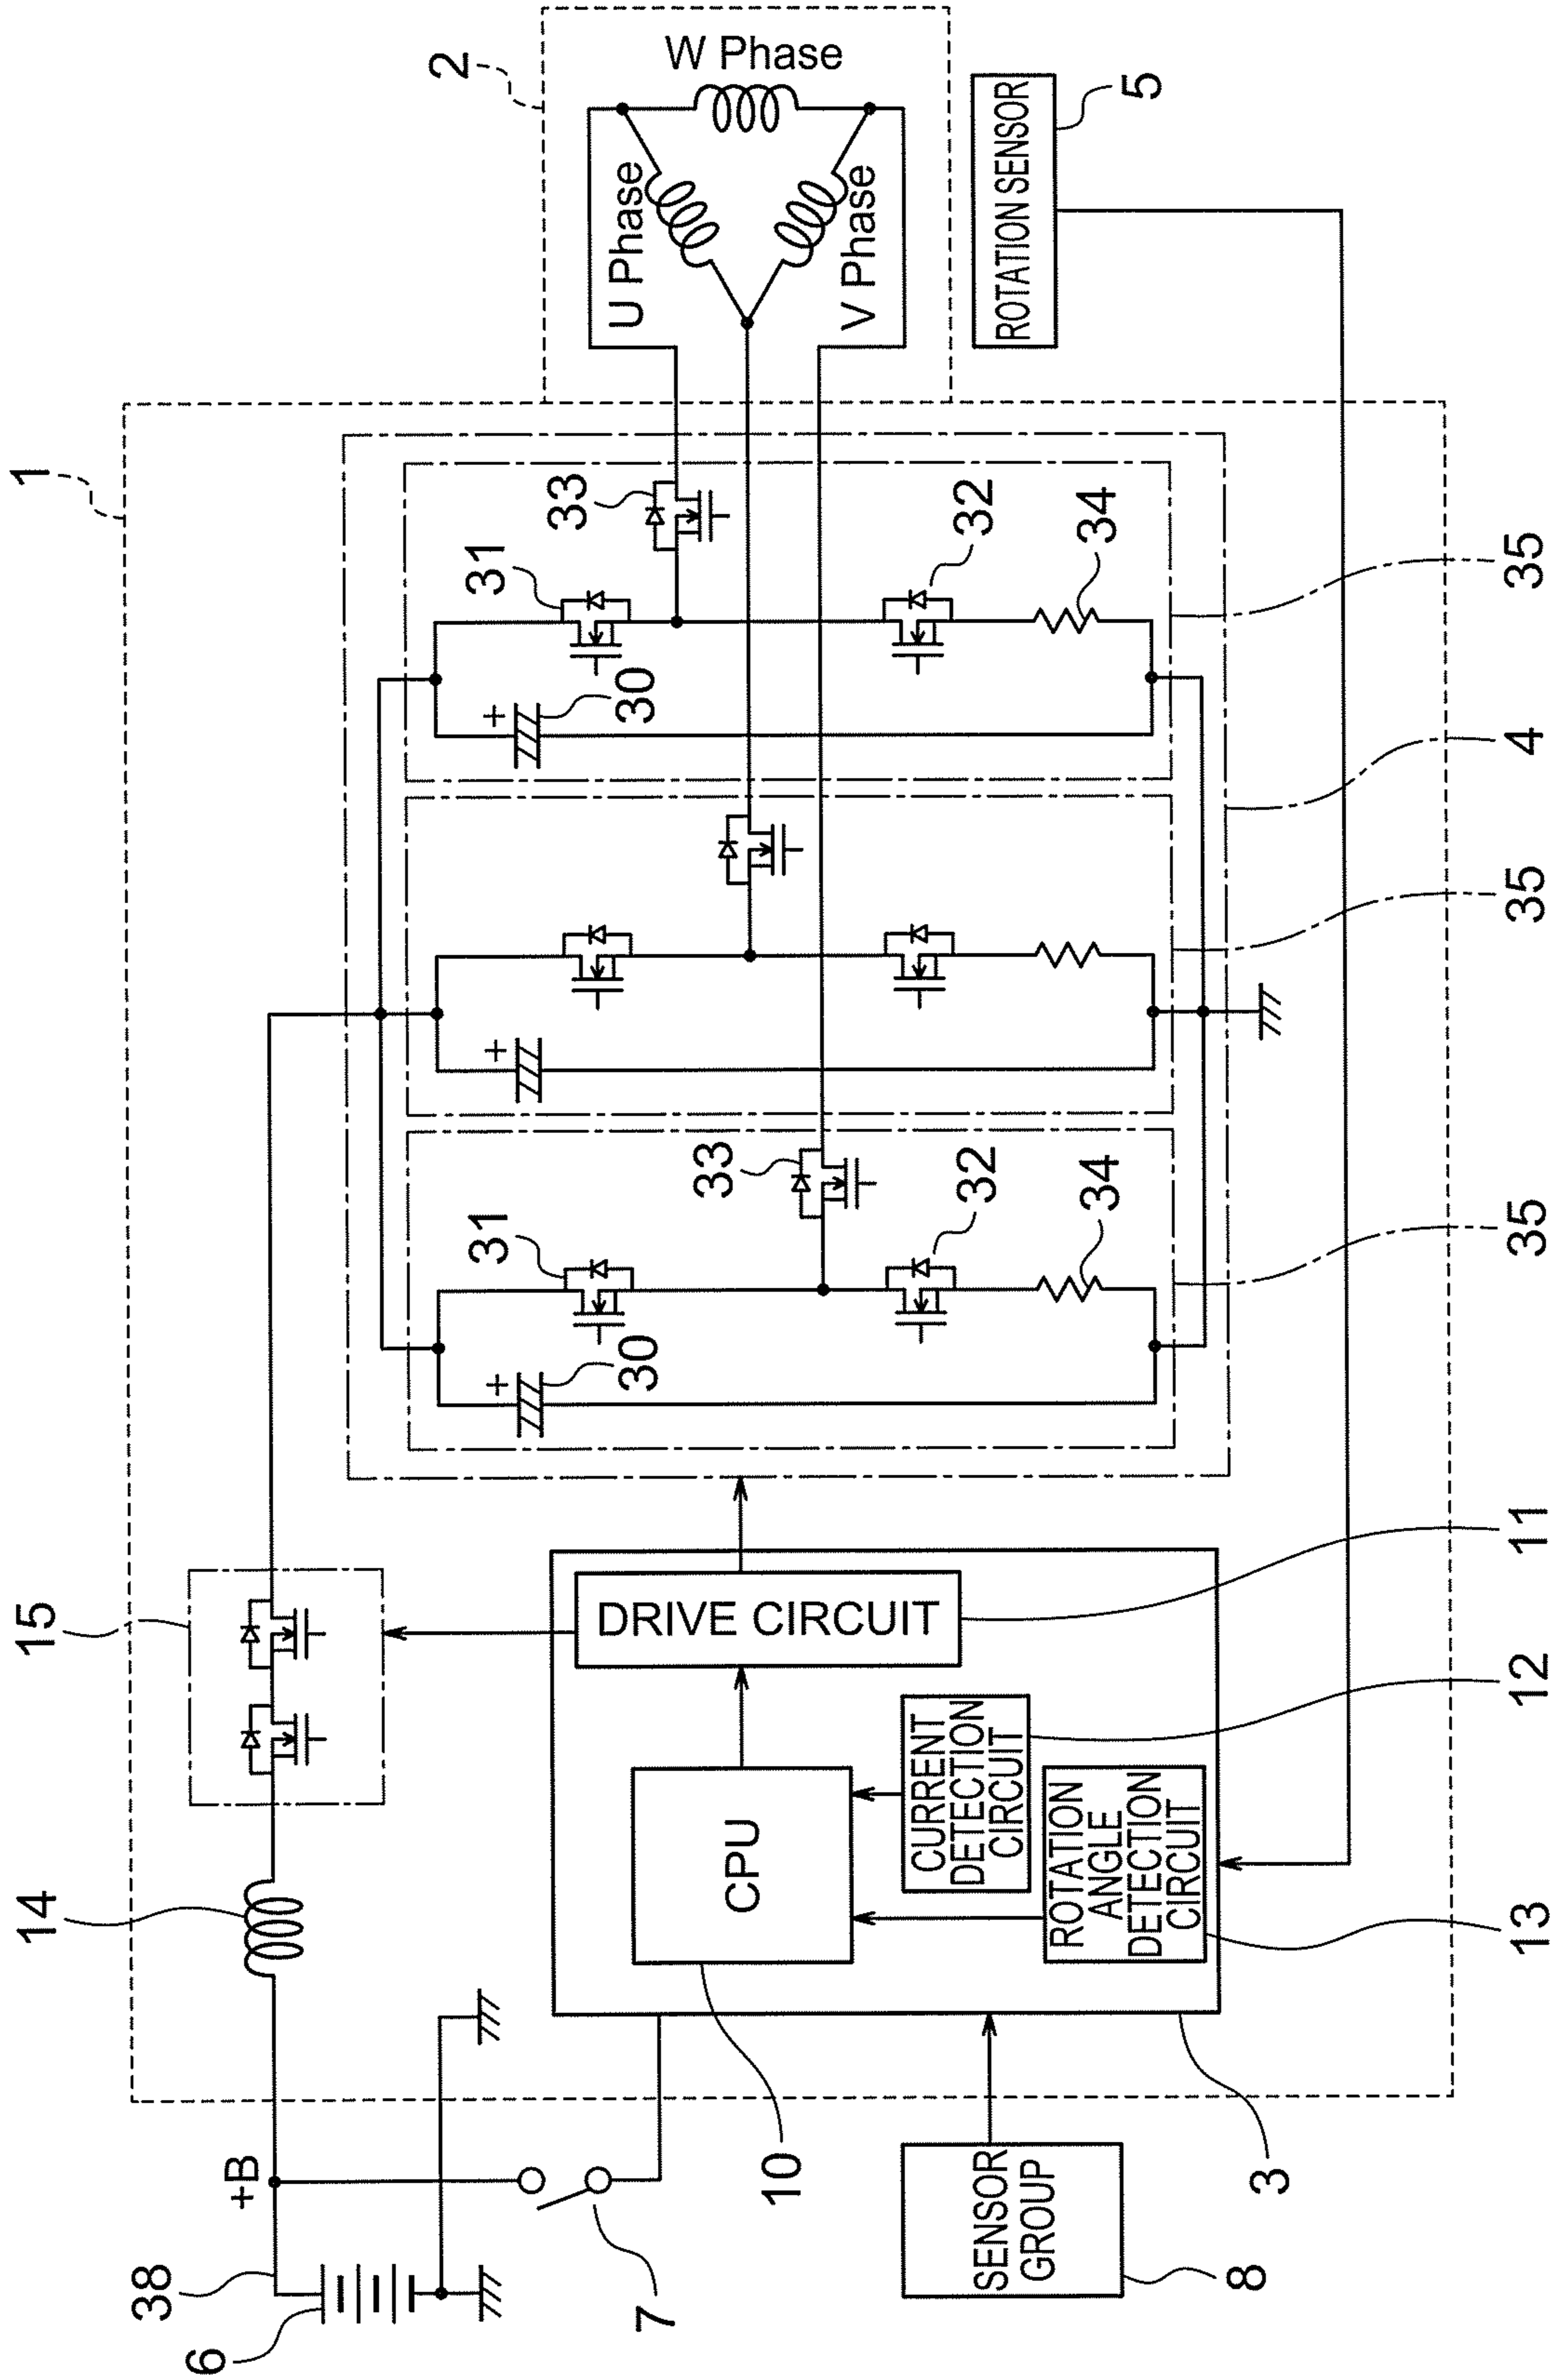 14
15
1
38
6
+B
2
W Phase
31
31
33
+
+
+
30
30
U Phase
7
DRIVE CIRCUIT
33
CPU
10
V Phase
CURRENT
DETECTION
CIRCUIT
32
32
SENSOR
GROUP
ROTATION SENSOR
34
34
ROTATION
ANGLE
DETECTION
CIRCUIT
5
8
3
13
12
11
35
35
4
35